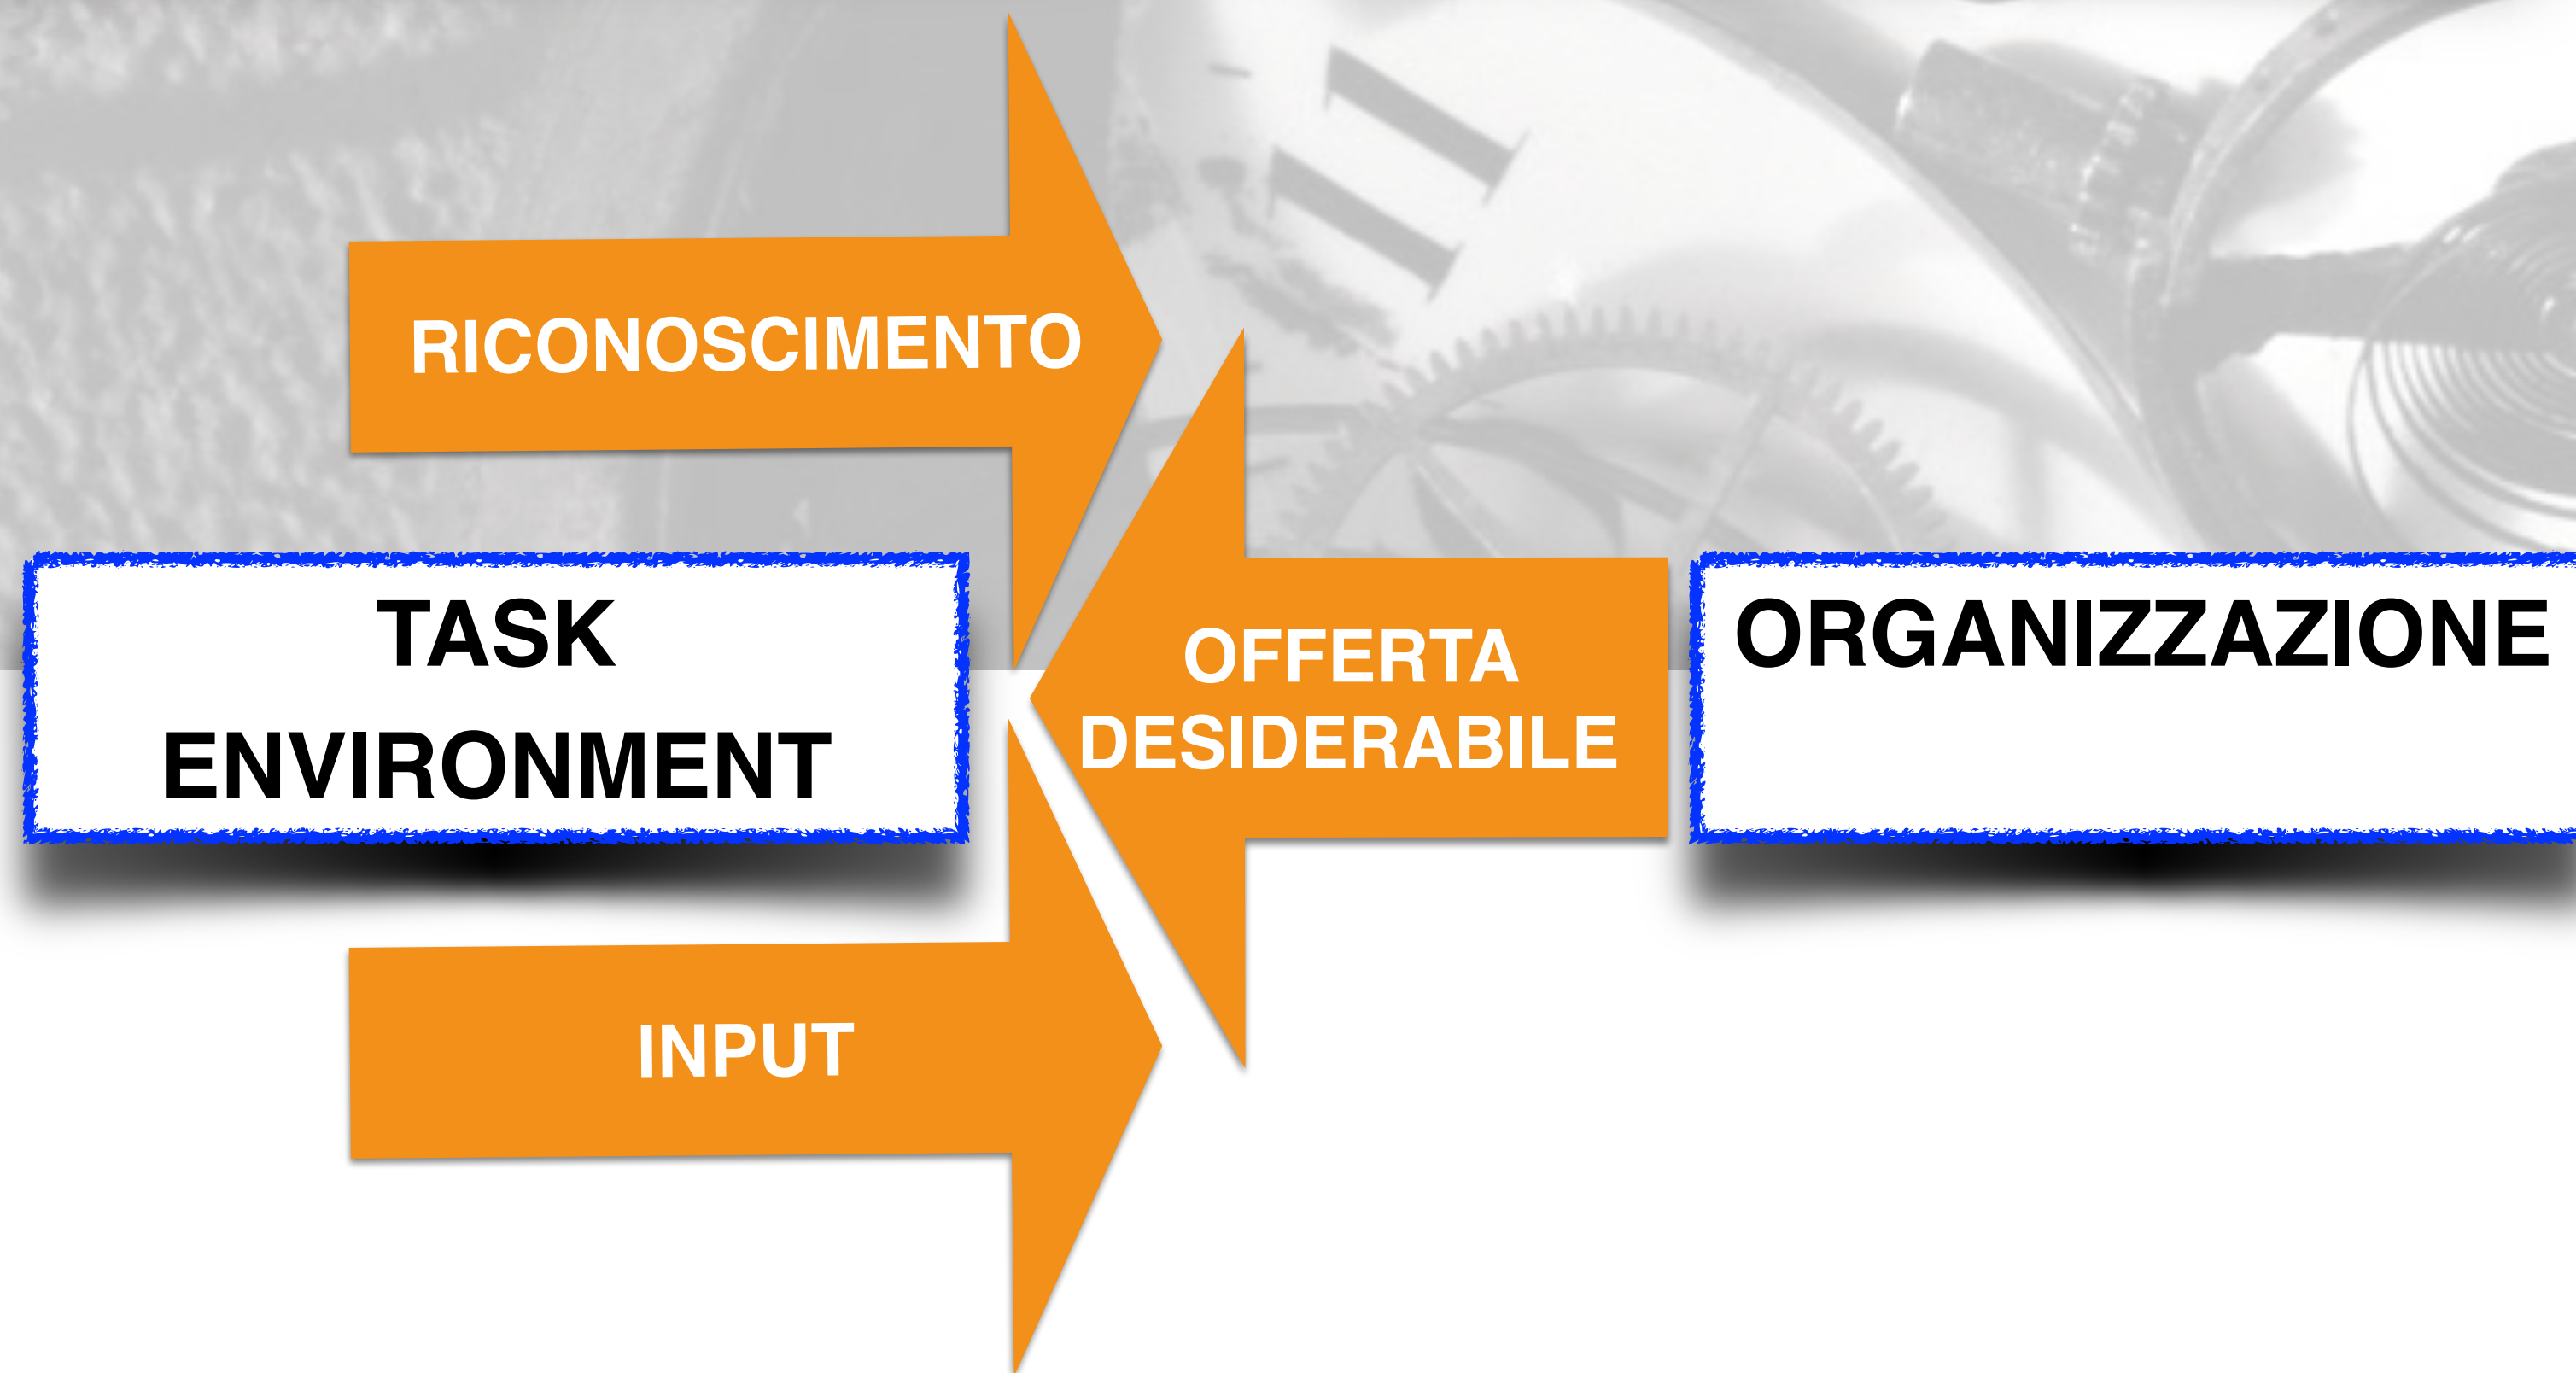 RICONOSCIMENTO
TASK
ENVIRONMENT
OFFERTA
DESIDERABILE
ORGANIZZAZIONE
INPUT